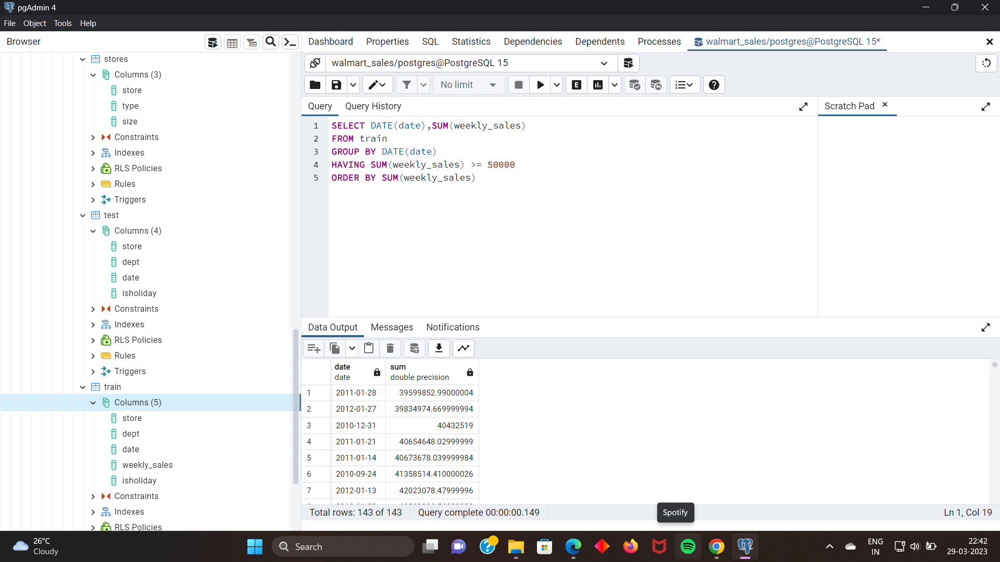 pgAdmin 4
File Object Tools Help
Browser
Dashboard Properties SQL Statistics Dependencies Dependents Processes walmart_sales/postgres@PostgreSQL 15*
walmart_sales/postgres@PostgreSQL 15
No limit
E
Query Query History
Scratch Pad
1 SELECT DATE(date),SUM(weekly_sales)
2 FROM train
3 GROUP BY DATE(date)
4 HAVING SUM(weekly_sales) >= 50000
5 ORDER BY SUM(weekly_sales)
stores
Columns (3)
store
type
size
Constraints
Indexes
RLS Policies
Rules
Triggers
test
Columns (4)
store
dept
date
isholiday
Constraints
Indexes
RLS Policies
Rules
Triggers
train
Columns (5)
store
dept
date
weekly_sales
isholiday
Constraints
Indexes
RLS Policies
Data Output Messages Notifications
date sum
date double precision
1 2011-01-28 39599852.99000004
2 2012-01-27 39834974.669999994
3 2010-12-31 40432519
4 2011-01-21 40654648.02999999
5 2011-01-14 40673678.039999984
6 2010-09-24 41358514.410000026
7 2012-01-13 42023078.47999996
Total rows: 143 of 143 Query complete 00:00:00.149
Spotify
Ln 1, Col 19
26°C
Cloudy
Search
ENG
IN
22:42
29-03-2023